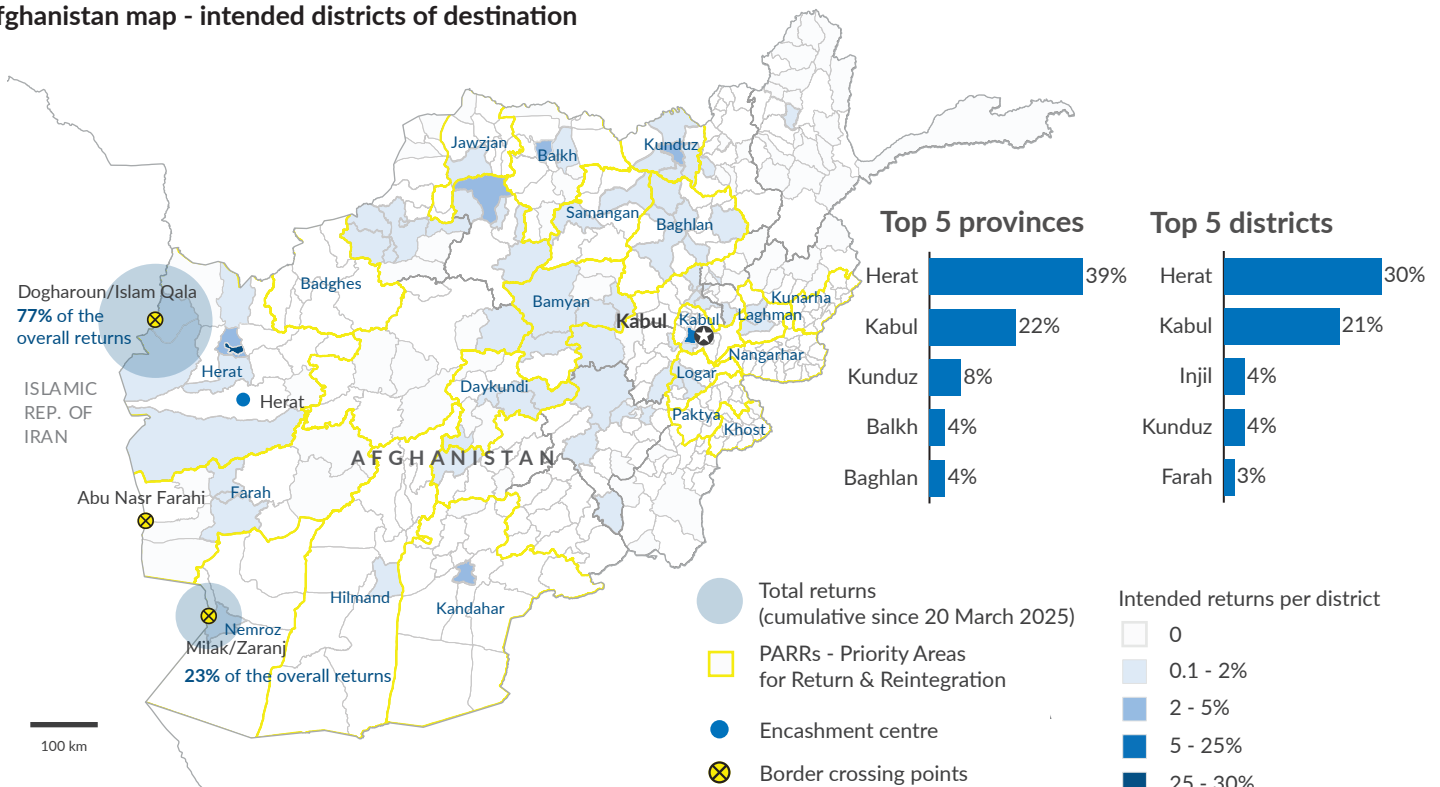 fghanistan map - intended districts of destination
Jawzjan
Balkh
Kunduz
Samangan
Baghlan
Badghes
Bamyan
Kabul
Kabul
Kunarha
Laghman
Nangarhar
Logar
Paktya
Khost
Daykundi
Dogharoun/Islam Qala
77% of the
overall returns
Herat
Herat
ISLAMIC
REP. OF
IRAN
AFGHANISTAN
Abu Nasr Farahi
Farah
Hilmand
Kandahar
Nemroz
Milak/Zaranj
23% of the overall returns
100 km
Top 5 provinces
Herat 39%
Kabul 22%
Kunduz 8%
Balkh 4%
Baghlan 4%
Top 5 districts
Herat 30%
Kabul 21%
Injil 4%
Kunduz 4%
Farah 3%
Total returns
(cumulative since 20 March 2025)
PARRs - Priority Areas
for Return & Reintegration
Encashment centre
Border crossing points
Intended returns per district
0
0.1 - 2%
2 - 5%
5 - 25%
25 - 30%